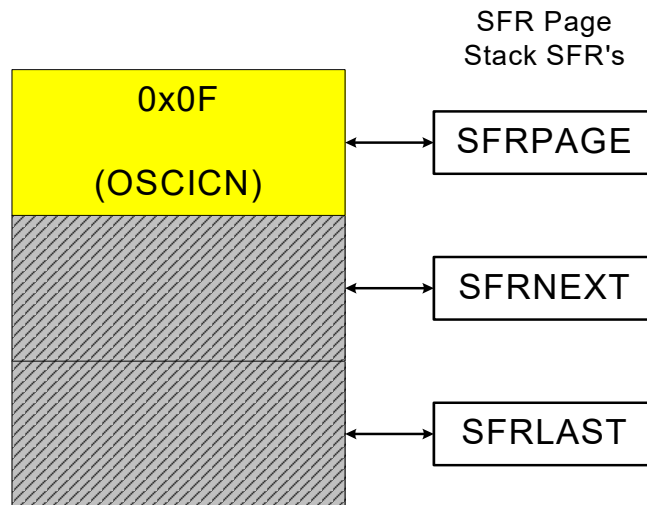 SFR Page
Stack SFR's
0x0F
(OSCICN)
SFRPAGE
SFRNEXT
SFRLAST